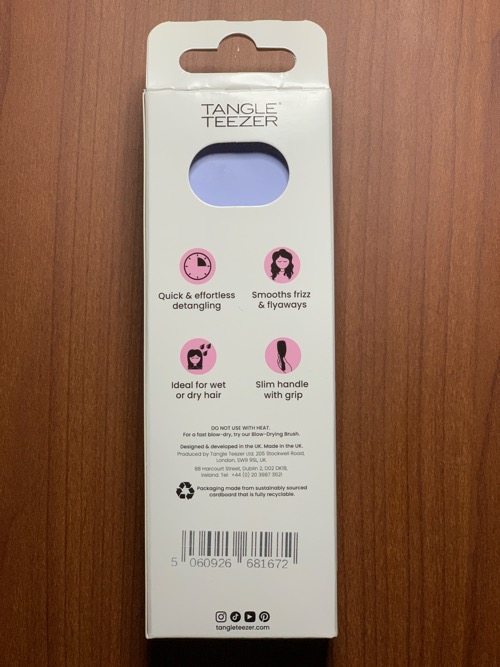 TANGLE®
TEEZER
Quick & effortless
detangling
Smooths frizz
& flyaways
Ideal for wet
or dry hair
Slim handle
with grip
DO NOT USE WITH HEAT.
For a fast blow-dry, try our Blow-Drying Brush.
Designed & developed in the UK. Made in the UK.
Produced by Tangle Teezer Ltd, 205 Stockwell Road,
London, SW9 9SL, UK.
88 Harcourt Street, Dublin 2, D02 DK18,
Ireland. Tel: +44 (0) 20 3987 1521
Packaging made from sustainably sourced
cardboard that is fully recyclable.
5 060926 681672
tangleteezer.com